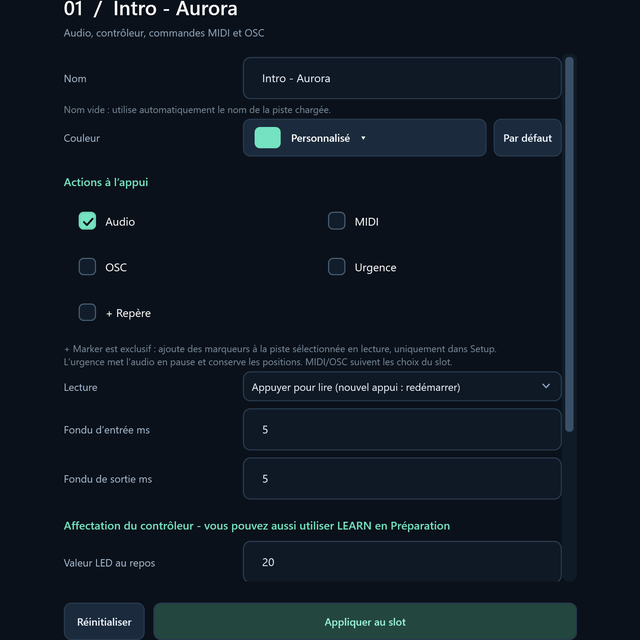 01 / Intro - Aurora
Audio, contrôleur, commandes MIDI et OSC
Nom
Intro - Aurora
Nom vide : utilise automatiquement le nom de la piste chargée.
Couleur
Personnalisé
Par défaut
Actions à l'appui
Audio
MIDI
OSC
Urgence
+ Repère
+ Marker est exclusif : ajoute des marqueurs à la piste sélectionnée en lecture, uniquement dans Setup.
L'urgence met l'audio en pause et conserve les positions. MIDI/OSC suivent les choix du slot.
Lecture
Appuyer pour lire (nouvel appui : redémarrer)
Fondu d'entrée ms
5
Fondu de sortie ms
5
Affectation du contrôleur - vous pouvez aussi utiliser LEARN en Préparation
Valeur LED au repos
20
Réinitialiser
Appliquer au slot